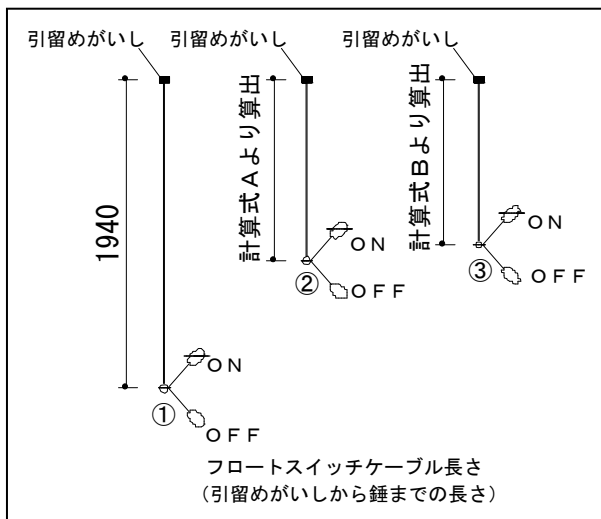 引留めがいし
引留めがいし
引留めがいし
1940
計算式Aより算出
計算式Bより算出
ON
OFF
①
ON
OFF
②
ON
OFF
③
フロートスイッチケーブル長さ
（引留めがいしから錘までの長さ）